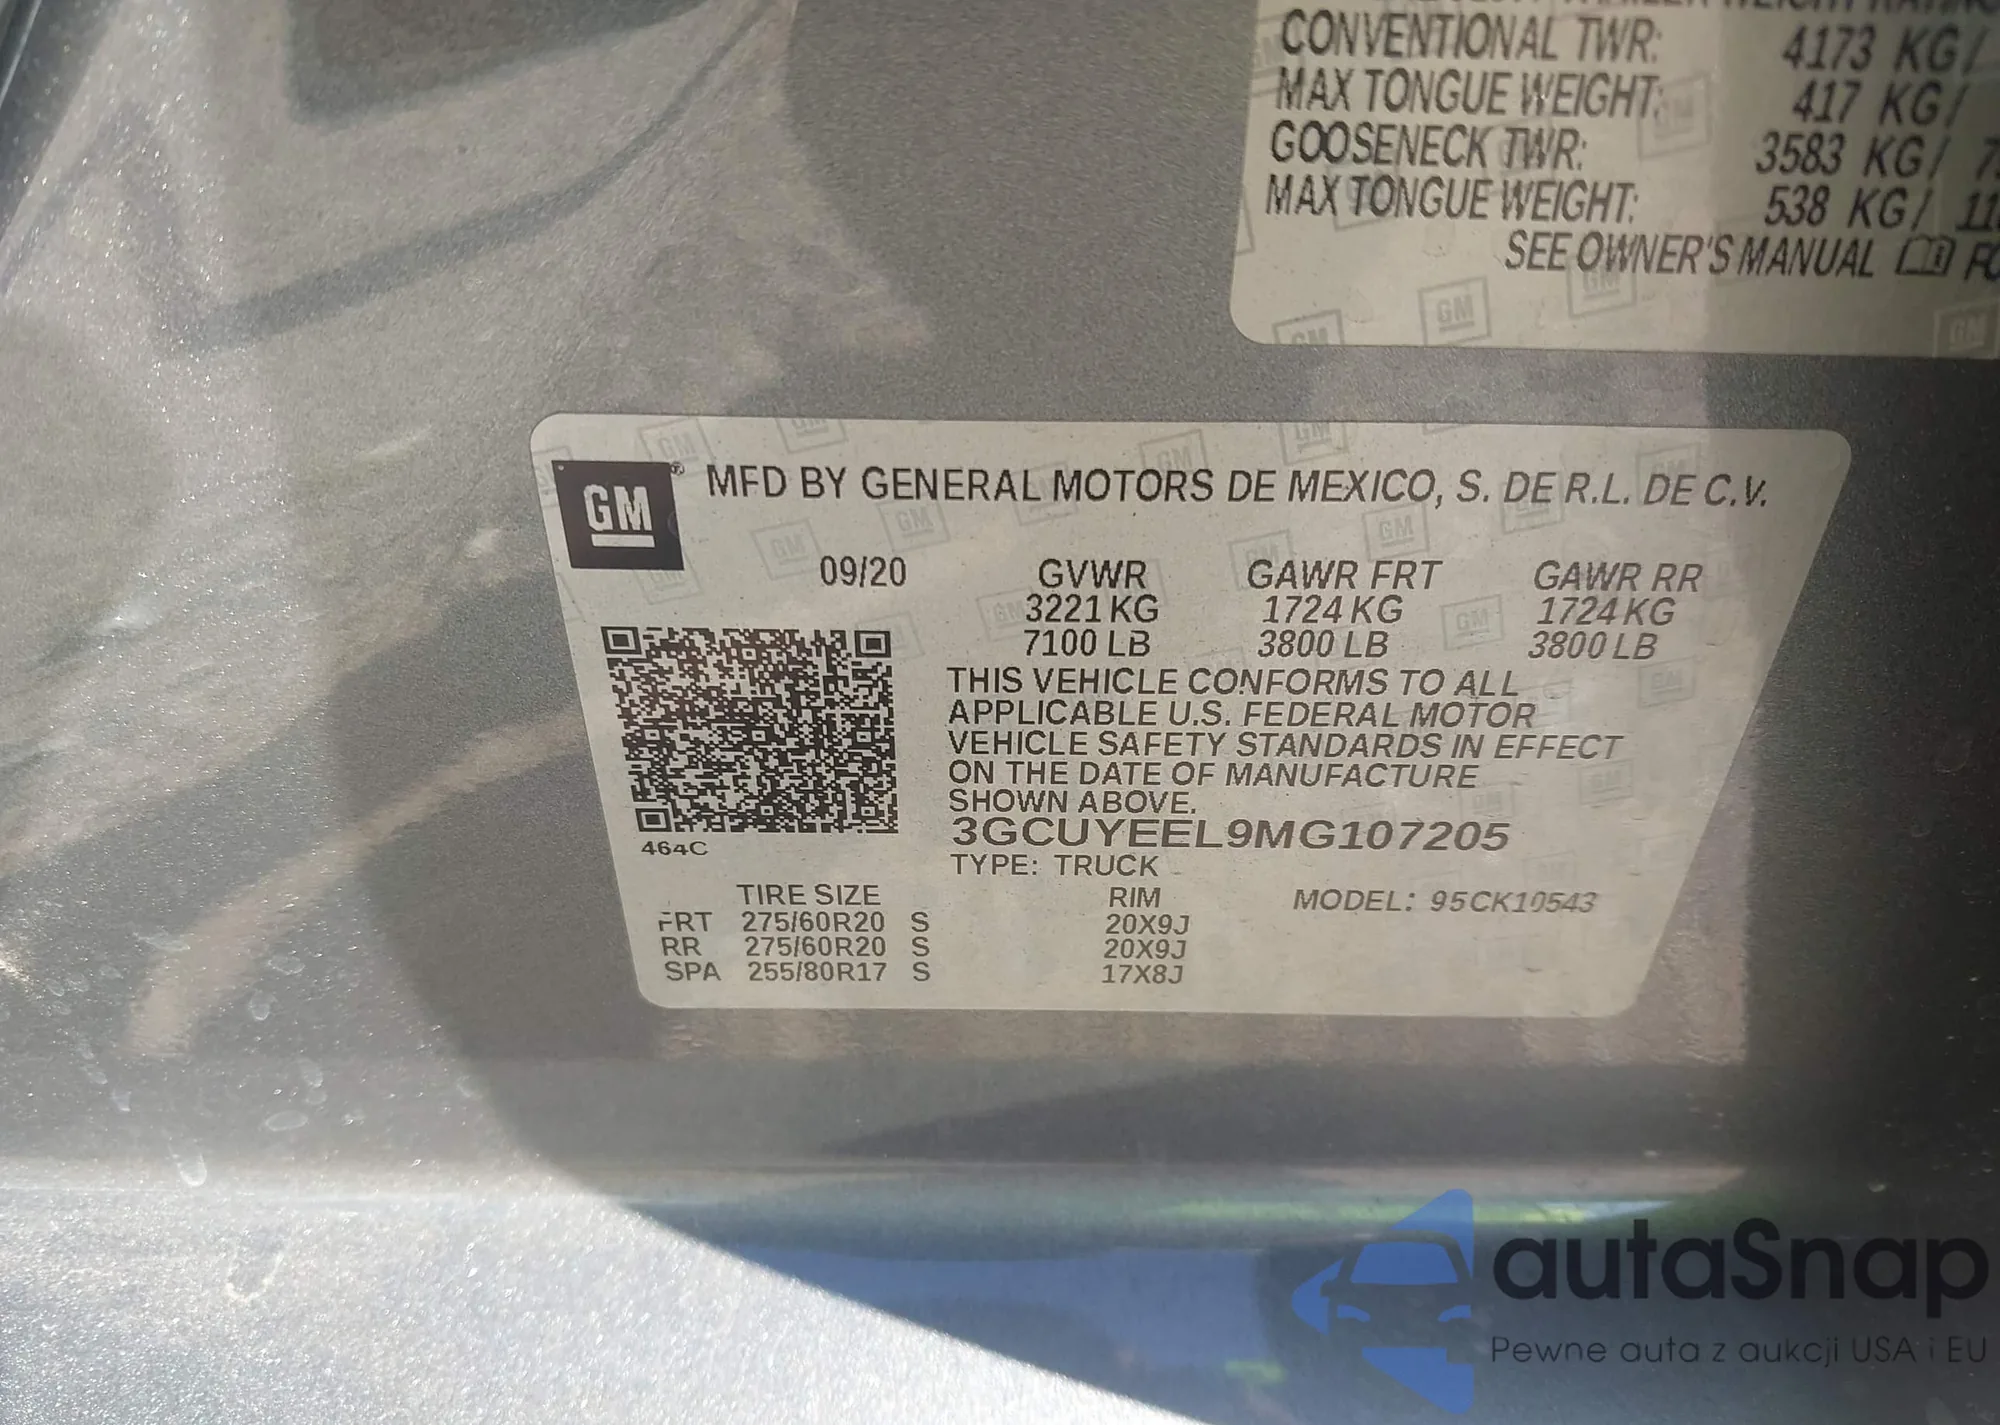 CONVENTIONAL TWR: 4173 KG/
MAX TONGUE WEIGHT: 417 KG/
GOOSENECK TWR: 3583 KG/
MAX TONGUE WEIGHT: 538 KG/
SEE OWNER'S MANUAL
GM ® MFD BY GENERAL MOTORS DE MEXICO, S. DE R.L. DE C.V.
09/20 GVWR GAWR FRT GAWR RR
3221 KG 1724 KG 1724 KG
7100 LB 3800 LB 3800 LB
THIS VEHICLE CONFORMS TO ALL
APPLICABLE U.S. FEDERAL MOTOR
VEHICLE SAFETY STANDARDS IN EFFECT
ON THE DATE OF MANUFACTURE
SHOWN ABOVE.
3GCUYEEL9MG107205
464C
TYPE: TRUCK
TIRE SIZE RIM MODEL: 95CK10543
FRT 275/60R20 S 20X9J
RR 275/60R20 S 20X9J
SPA 255/80R17 S 17X8J
autaSnap
Pewne auta z aukcji USA i EU